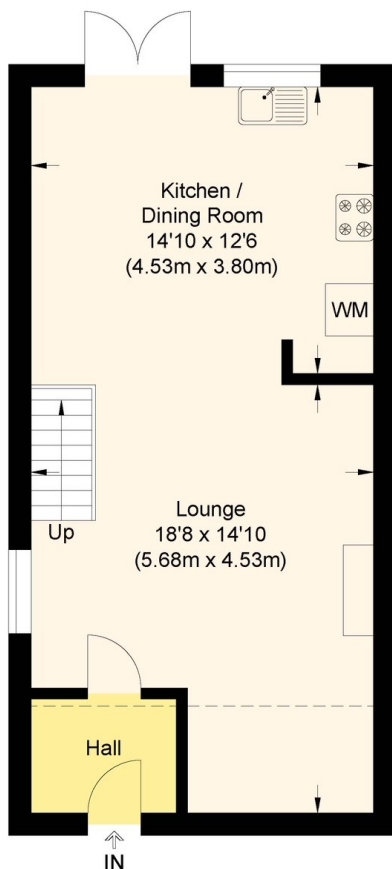 Kitchen /
Dining Room
14'10 x 12'6
(4.53m x 3.80m)
WM
Up
Lounge
18'8 x 14'10
(5.68m x 4.53m)
Hall
IN